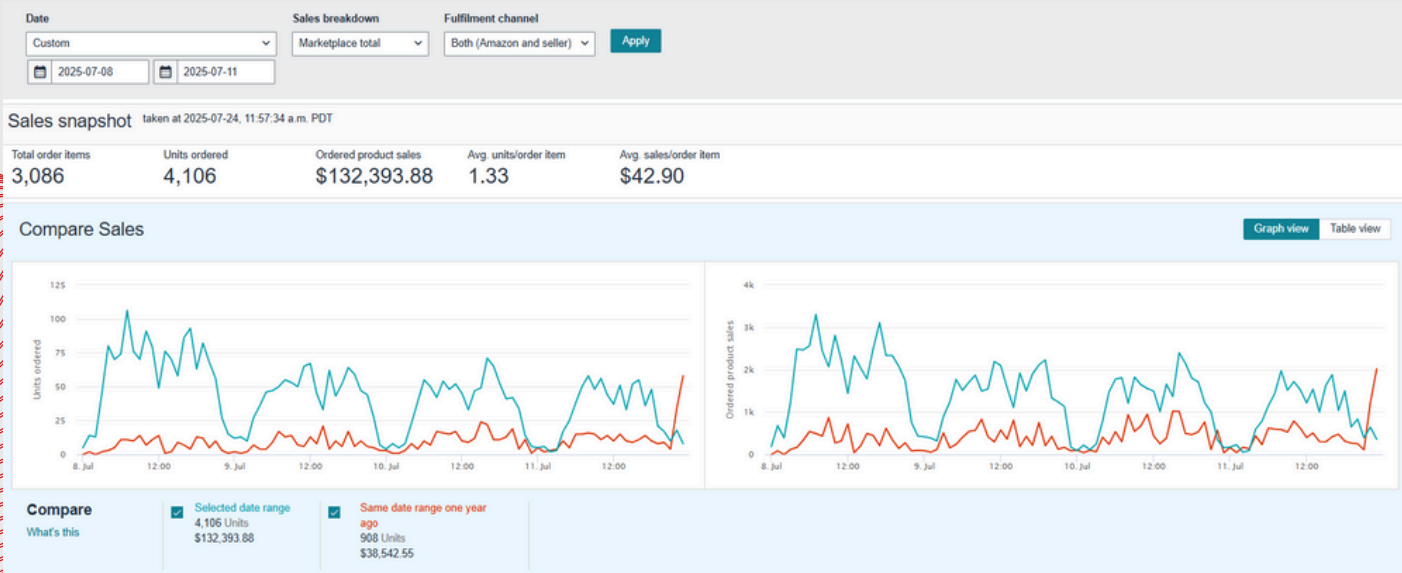 Date
Sales breakdown
Fulfilment channel
Custom
Marketplace total
Both (Amazon and seller)
Apply
2025-07-08
2025-07-11
Sales snapshot taken at 2025-07-24, 11:57:34 a.m. PDT
Total order items
Units ordered
Ordered product sales
Avg. units/order item
Avg. sales/order item
3,086
4,106
$132,393.88
1.33
$42.90
Compare Sales
Graph view
Table view
Units ordered
125
100
75
50
25
0
8. Jul
12:00
9. Jul
12:00
10. Jul
12:00
11. Jul
12:00
Ordered product sales
4k
3k
2k
1k
0
8. Jul
12:00
9. Jul
12:00
10. Jul
12:00
11. Jul
12:00
Compare
What's this
Selected date range
4,106 Units
$132,393.88
Same date range one year
ago
908 Units
$38,542.55